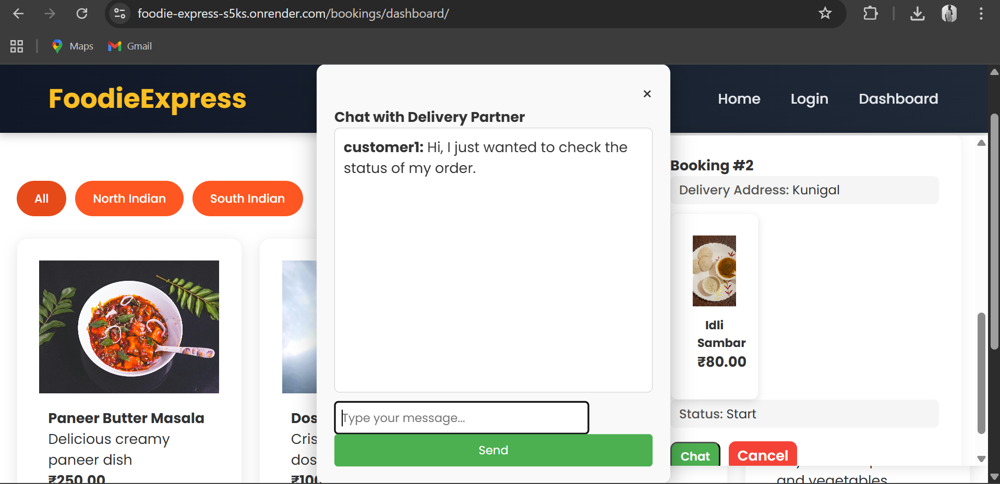 foodie-express-s5ks.onrender.com/bookings/dashboard/
Maps
Gmail
FoodieExpress
Home
Login
Dashboard
All
North Indian
South Indian
Paneer Butter Masala
Delicious creamy
paneer dish
₹250.00
Dos
Cris
dos
₹100
×
Chat with Delivery Partner
customer1: Hi, I just wanted to check the
status of my order.
Type your message...
Send
Booking #2
Delivery Address: Kunigal
Idli
Sambar
₹80.00
Status: Start
Chat
Cancel
and vegetables